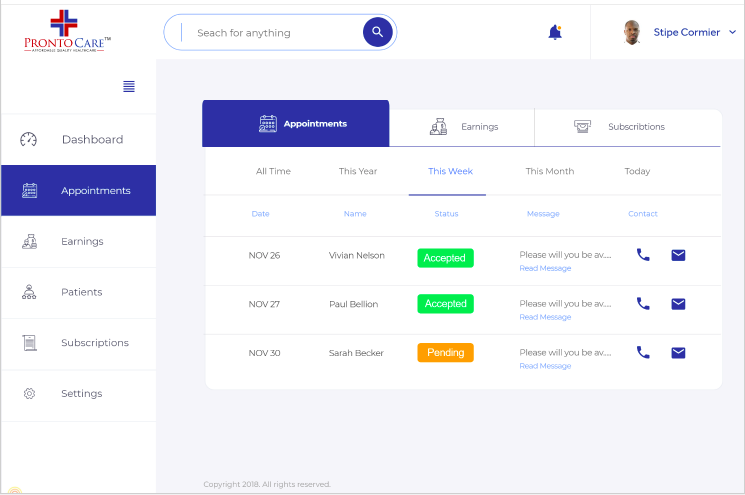 PRONTO CARE™
AFFORDABLE QUALITY HEALTHCARE
Seach for anything
Stipe Cormier
Dashboard
Appointments
Earnings
Patients
Subscriptions
Settings
Appointments
Earnings
Subscribtions
All Time This Year This Week This Month Today
Date Name Status Message Contact
NOV 26 Vivian Nelson Accepted Please will you be av....
Read Message
NOV 27 Paul Bellion Accepted Please will you be av....
Read Message
NOV 30 Sarah Becker Pending Please will you be av....
Read Message
Copyright 2018. All rights reserved.